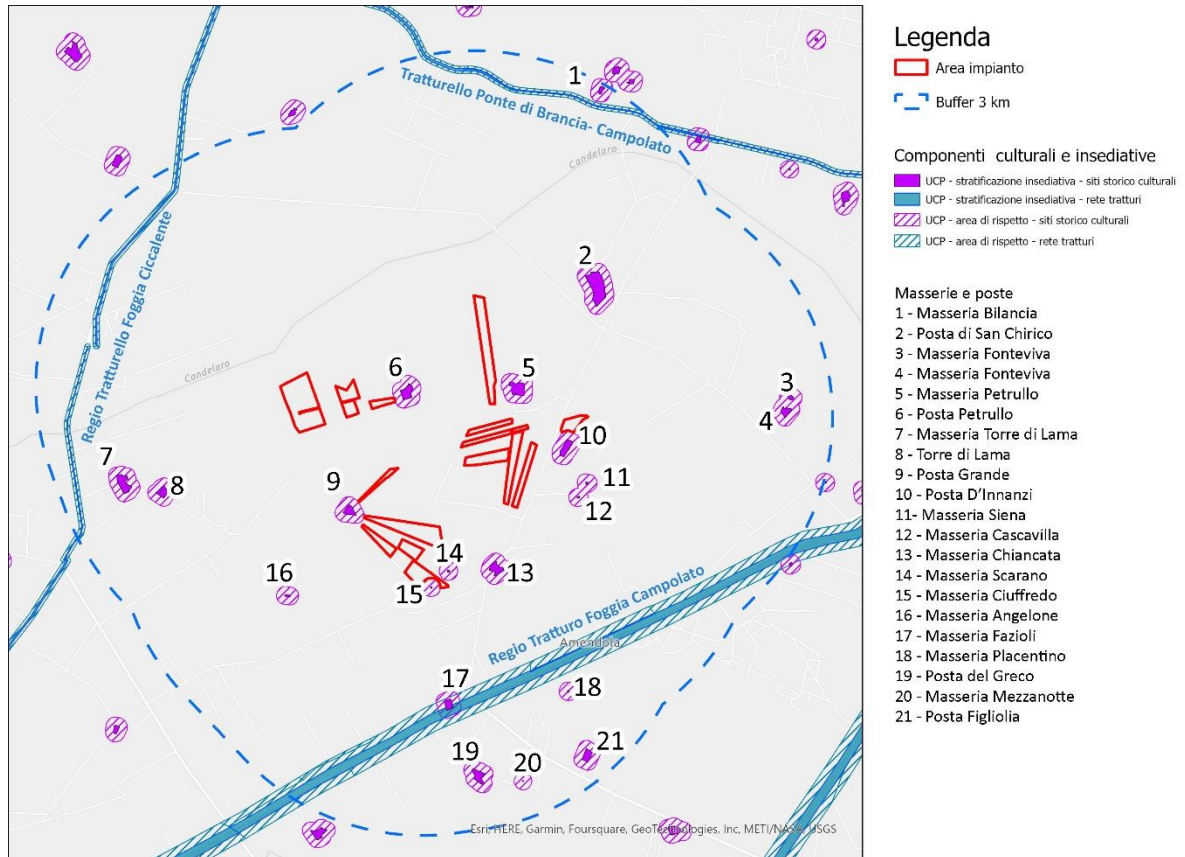 1
Tratturello Ponte di Brancia- Campolato
Candelaro
Regio Tratturello Foggia Ciccalente
2
Candelaro
6
5
3
4
10
7
8
9
11
12
14
13
15
16
Regio Tratturo Foggia Campolato
Amendola
17
18
19
20
21
Esri, HERE, Garmin, Foursquare, GeoTechnologies, Inc, METI/NASA, USGS
Legenda
Area impianto
Buffer 3 km
Componenti culturali e insediative
UCP - stratificazione insediativa - siti storico culturali
UCP - stratificazione insediativa - rete tratturi
UCP - area di rispetto - siti storico culturali
UCP - area di rispetto - rete tratturi
Masserie e poste
1 - Masseria Bilancia
2 - Posta di San Chirico
3 - Masseria Fonteviva
4 - Masseria Fonteviva
5 - Masseria Petrullo
6 - Posta Petrullo
7 - Masseria Torre di Lama
8 - Torre di Lama
9 - Posta Grande
10 - Posta D'Innanzi
11- Masseria Siena
12 - Masseria Cascavilla
13 - Masseria Chiancata
14 - Masseria Scarano
15 - Masseria Ciuffredo
16 - Masseria Angelone
17 - Masseria Fazioli
18 - Masseria Placentino
19 - Posta del Greco
20 - Masseria Mezzanotte
21 - Posta Figliolia